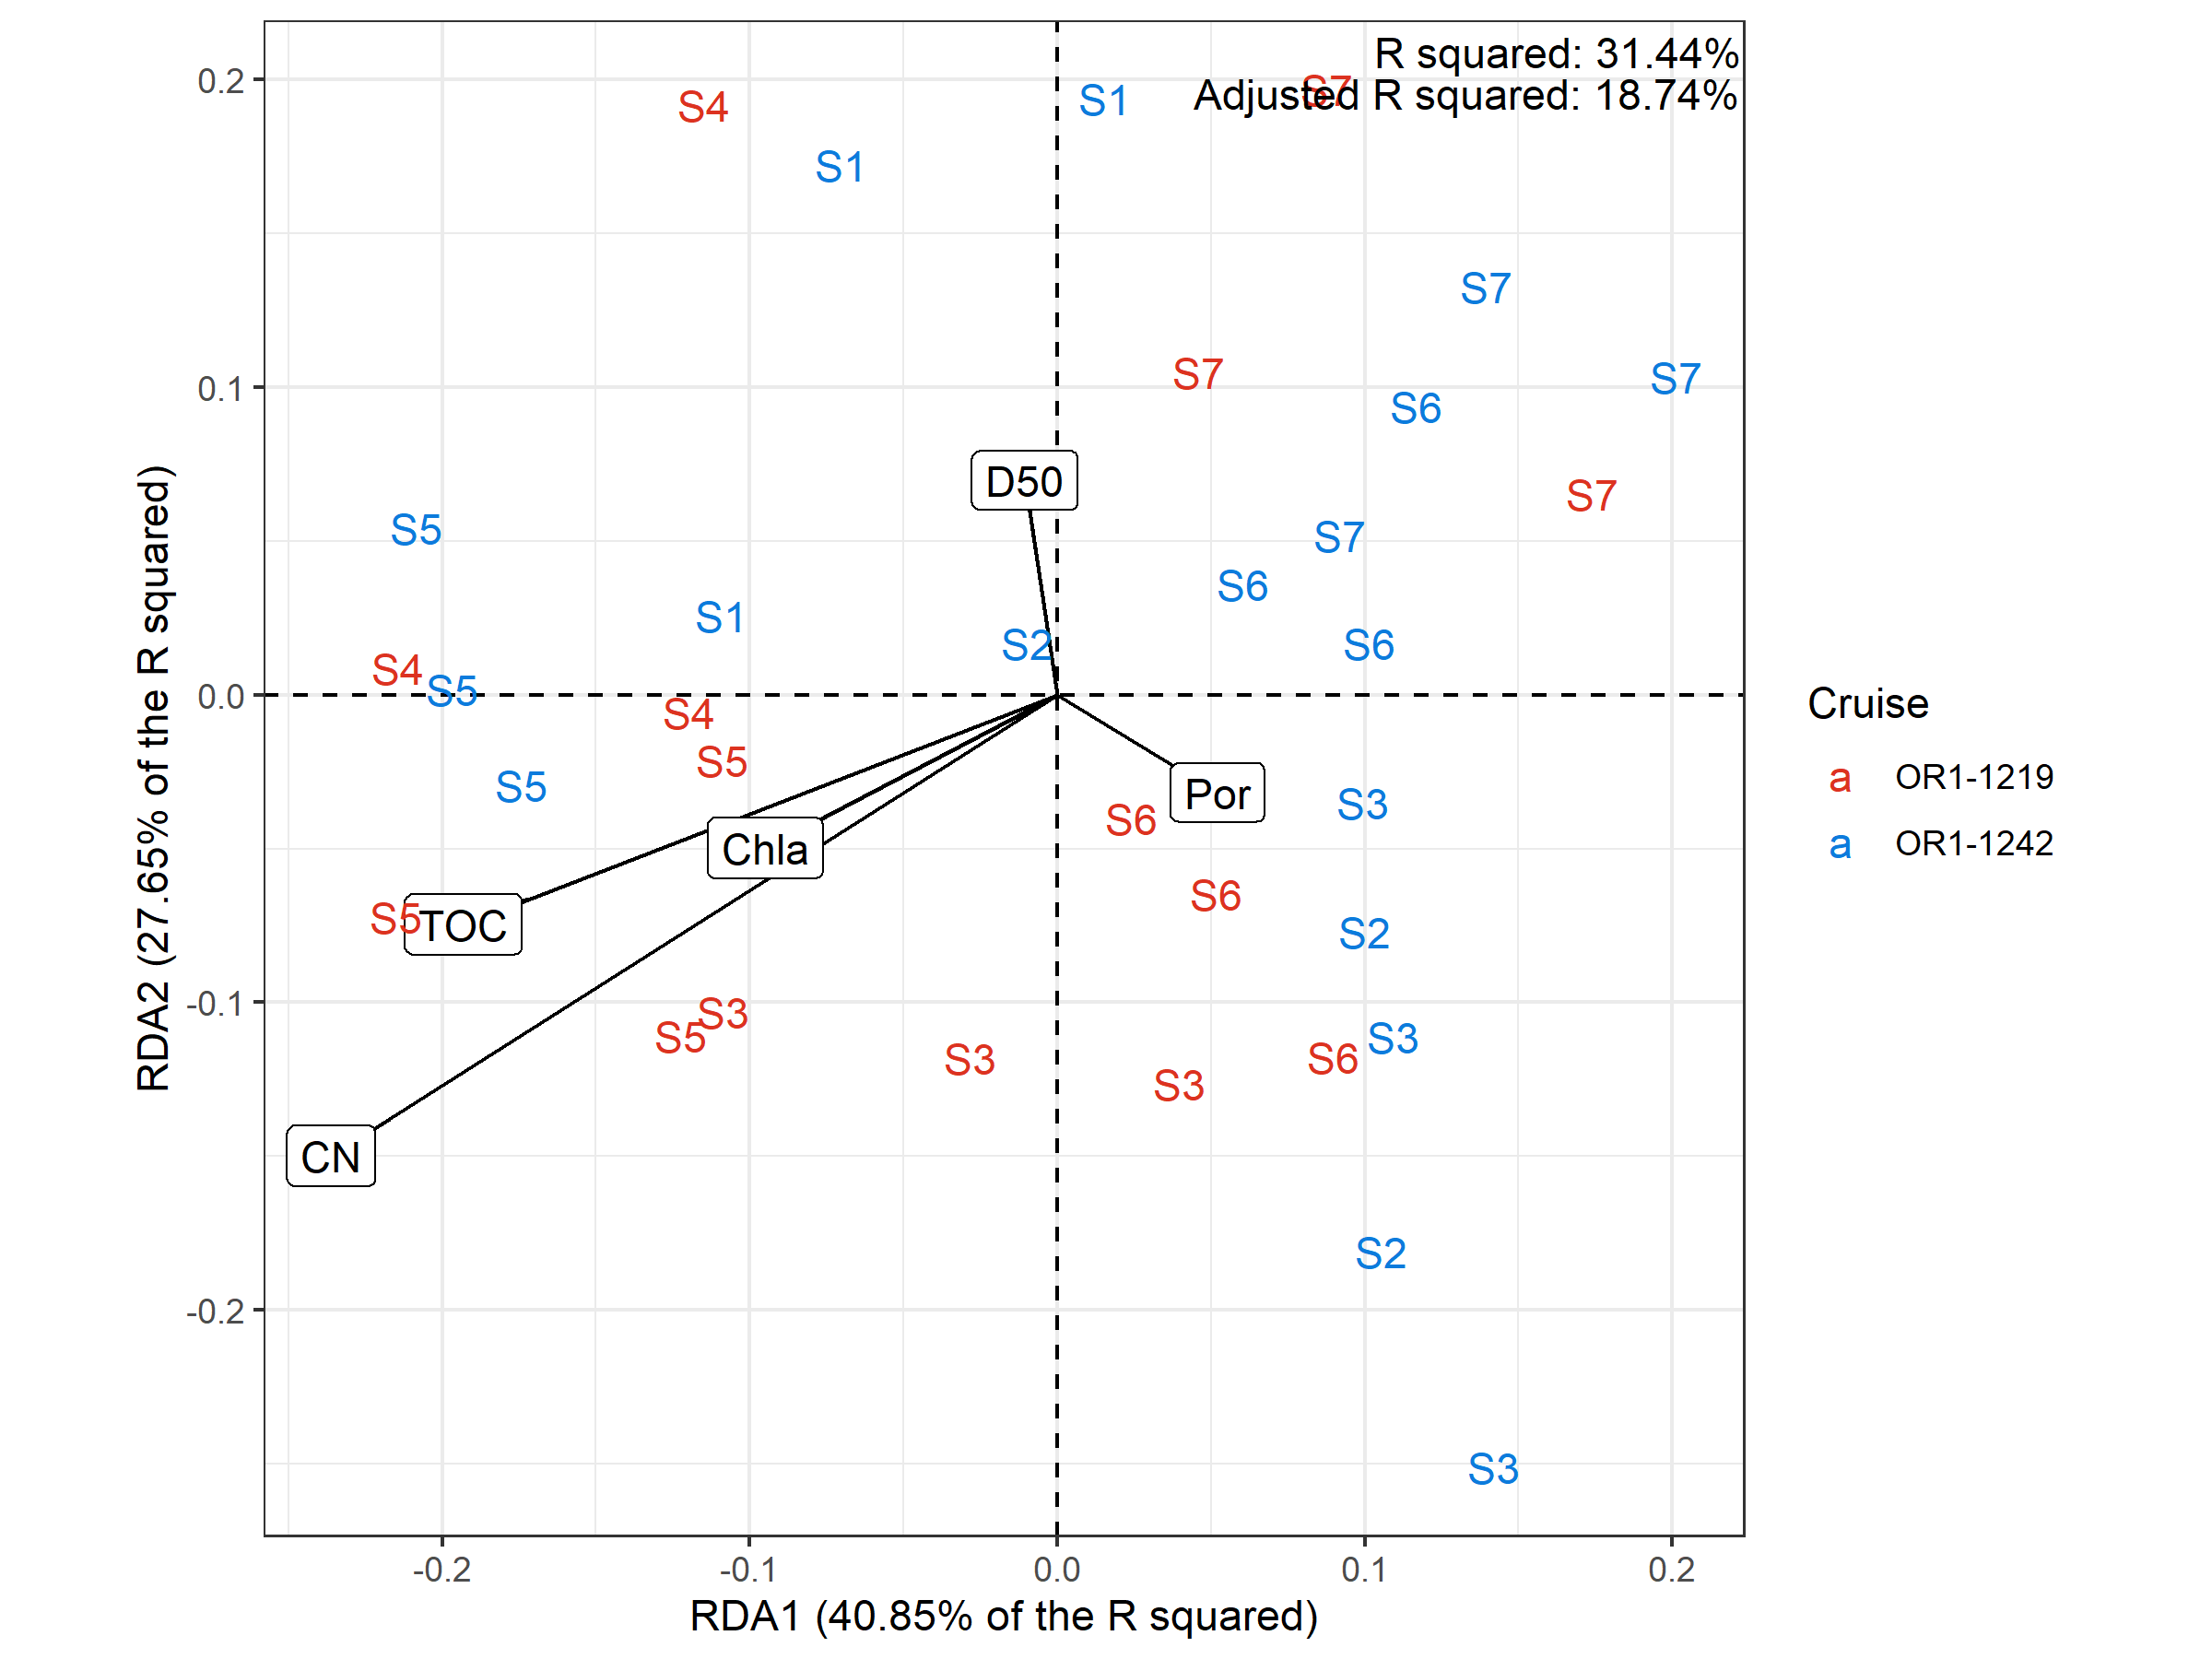 R squared: 31.44%
Adjusted R squared: 18.74%
S7
S4
S1
S1
S7
S7
S7
S6
D50
S7
S5
S7
S6
S1
S2
S6
S4
S5
S4
S5
S5
Por
S3
S6
Chla
S6
S5
TOC
S2
S3
S5
S3
S3
S6
S3
CN
S2
S3
0.2
0.1
0.0
-0.1
-0.2
-0.2
-0.1
0.0
0.1
0.2
RDA1 (40.85% of the R squared)
RDA2 (27.65% of the R squared)
Cruise
a OR1-1219
a OR1-1242